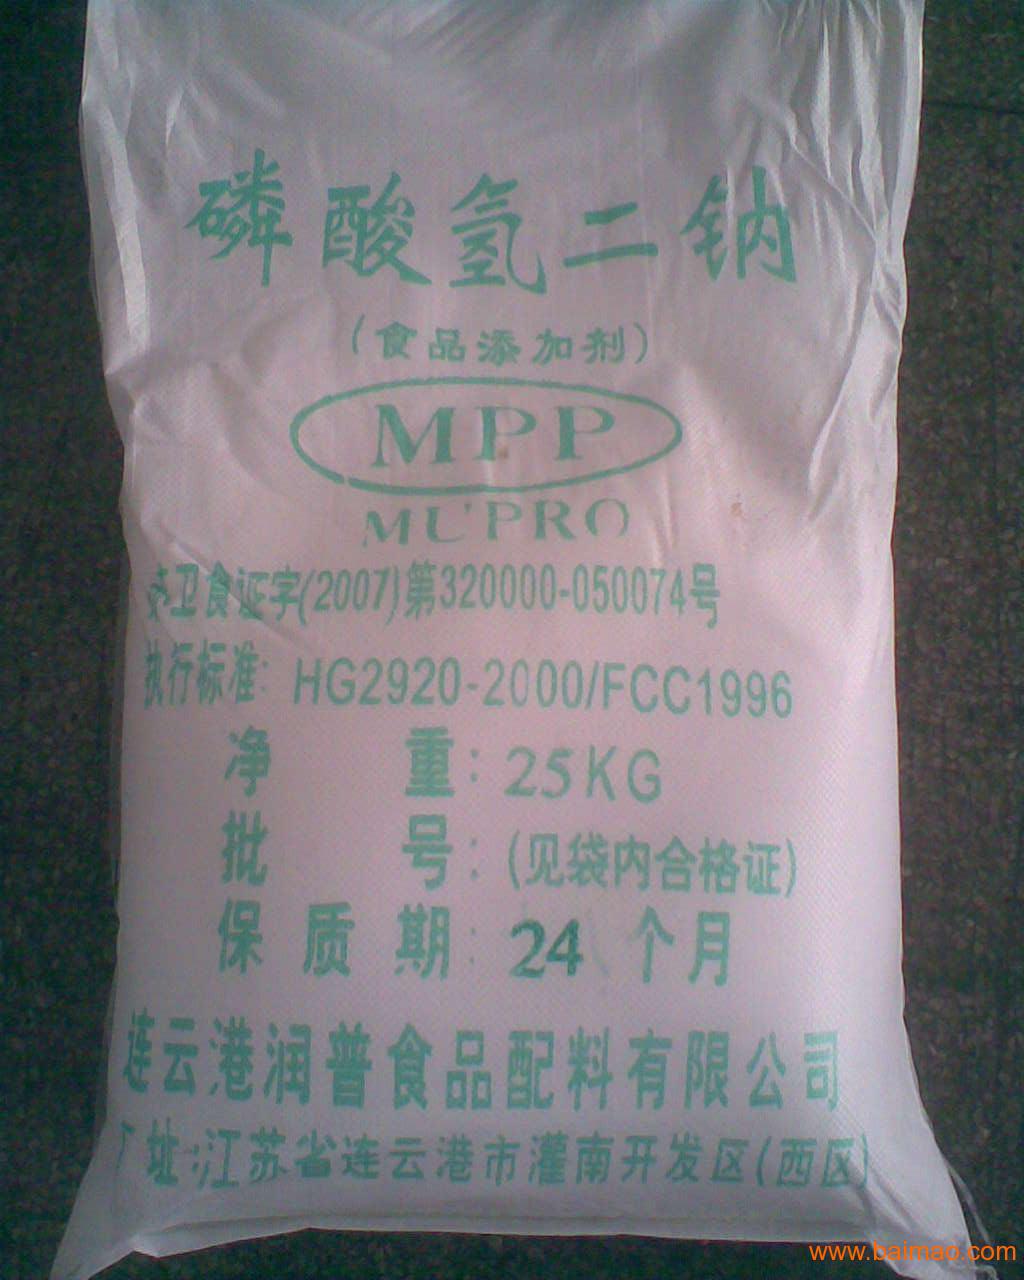 磷酸氢二钠
(食品添加剂)
MPP
MUPRO
苏卫食证字(2007)第320000-050074号
执行标准: HG2920-2000/FCC1996
净 重: 25KG
批 号: (见袋内合格证)
保质期: 24 个月
连云港润普食品配料有限公司
厂址:江苏省连云港市灌南开发区(西区)
www.baimao.com